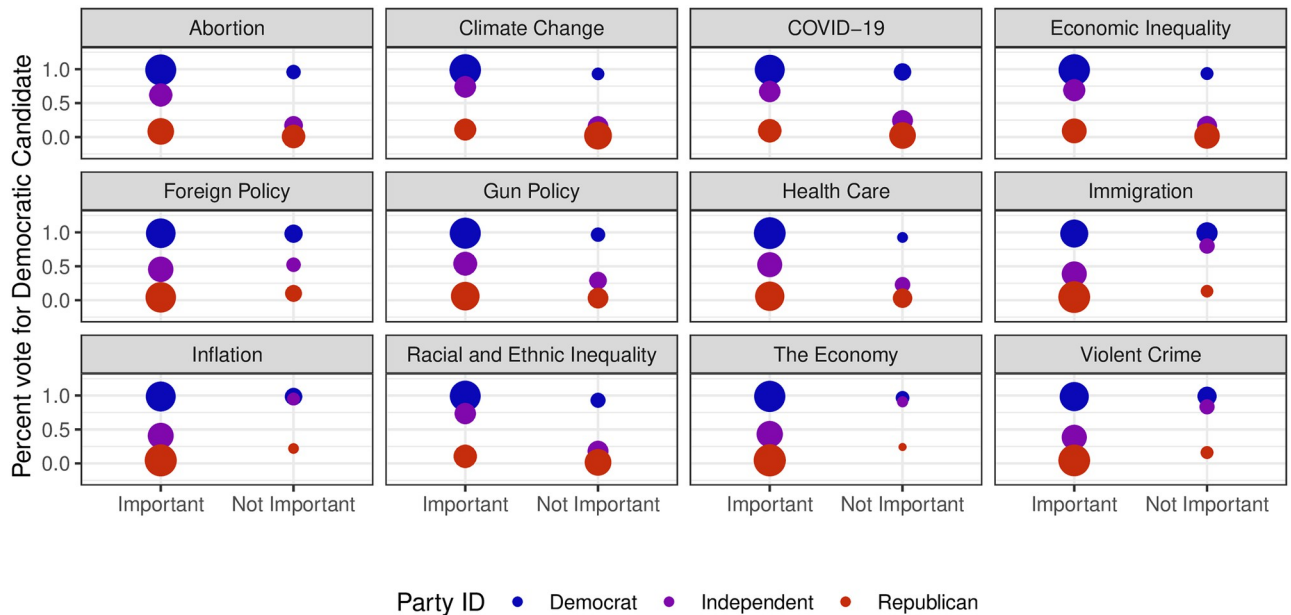 Percent vote for Democratic Candidate
Abortion
Climate Change
COVID−19
Economic Inequality
1.0
0.5
0.0
Foreign Policy
Gun Policy
Health Care
Immigration
1.0
0.5
0.0
Inflation
Racial and Ethnic Inequality
The Economy
Violent Crime
1.0
0.5
0.0
Important Not Important Important Not Important Important Not Important Important Not Important
Party ID Democrat Independent Republican